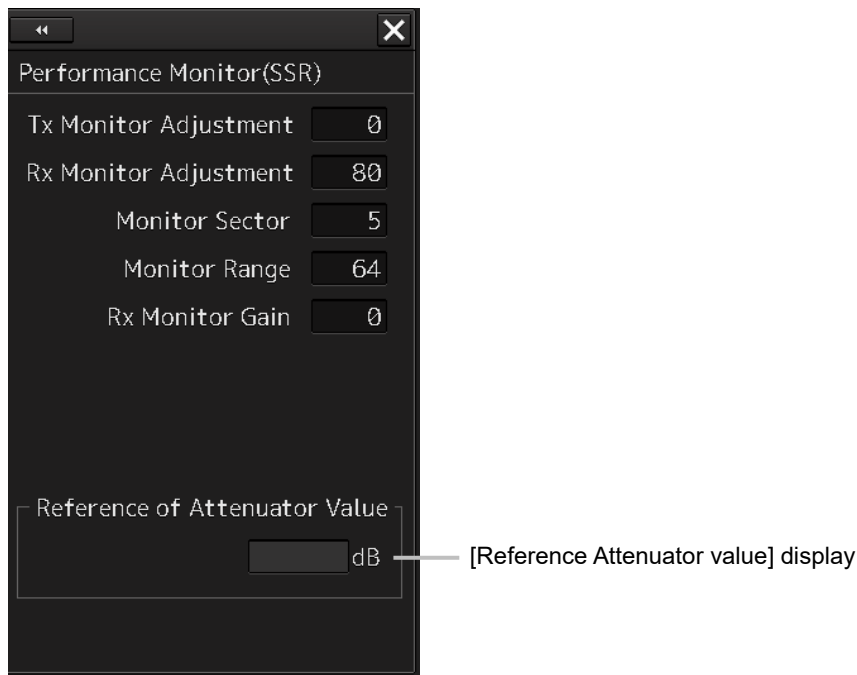 Performance Monitor(SSR)
Tx Monitor Adjustment 0
Rx Monitor Adjustment 80
Monitor Sector 5
Monitor Range 64
Rx Monitor Gain 0
Reference of Attenuator Value
dB
[Reference Attenuator value] display